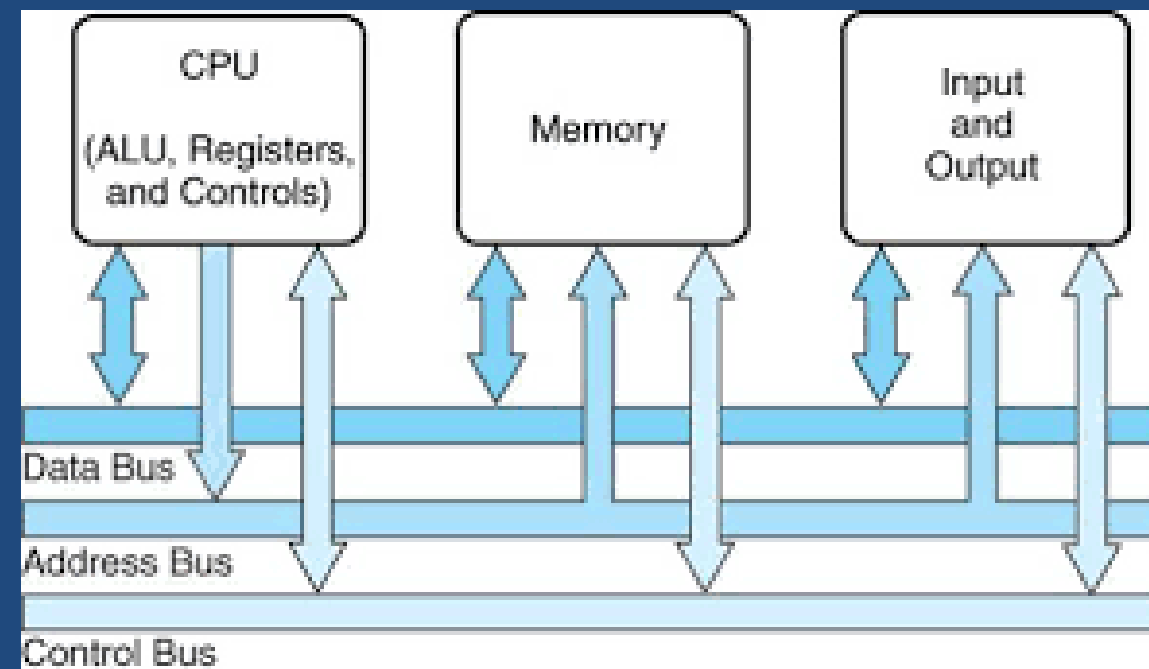 CPU
(ALU, Registers,
and Controls)
Memory
Input
and
Output
Data Bus
Address Bus
Control Bus